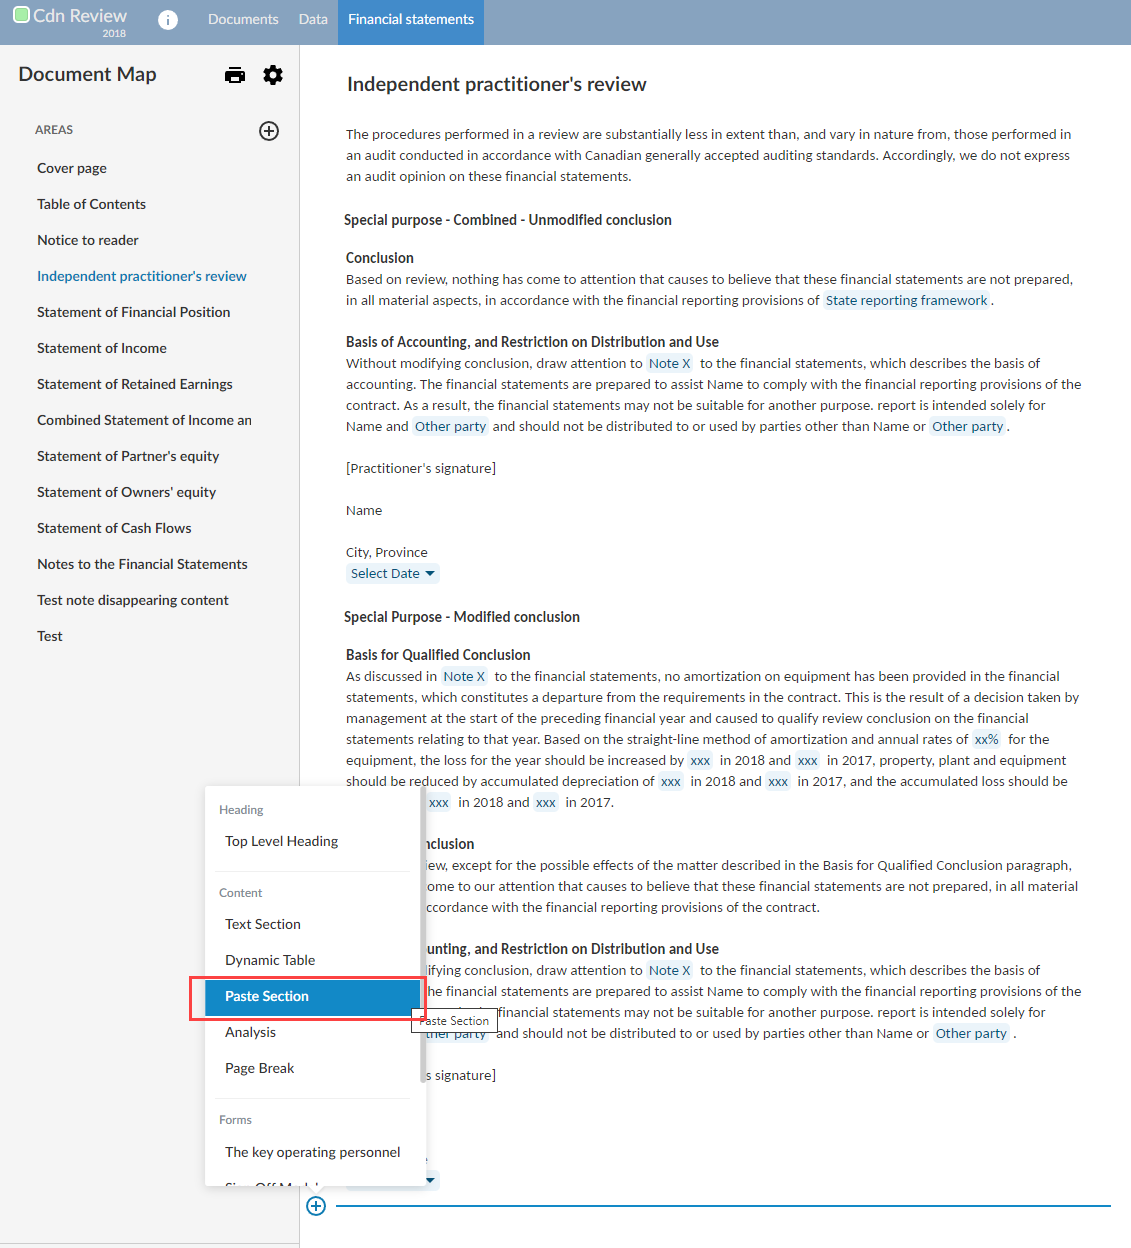 Cdn Review
2018
Documents
Data
Financial statements
Document Map
AREAS
Cover page
Table of Contents
Notice to reader
Independent practitioner's review
Statement of Financial Position
Statement of Income
Statement of Retained Earnings
Combined Statement of Income an
Statement of Partner's equity
Statement of Owners' equity
Statement of Cash Flows
Notes to the Financial Statements
Test note disappearing content
Test
Independent practitioner's review
The procedures performed in a review are substantially less in extent than, and vary in nature from, those performed in
an audit conducted in accordance with Canadian generally accepted auditing standards. Accordingly, we do not express
an audit opinion on these financial statements.
Special purpose - Combined - Unmodified conclusion
Conclusion
Based on review, nothing has come to attention that causes to believe that these financial statements are not prepared,
in all material aspects, in accordance with the financial reporting provisions of State reporting framework .
Basis of Accounting, and Restriction on Distribution and Use
Without modifying conclusion, draw attention to Note X to the financial statements, which describes the basis of
accounting. The financial statements are prepared to assist Name to comply with the financial reporting provisions of the
contract. As a result, the financial statements may not be suitable for another purpose. report is intended solely for
Name and Other party and should not be distributed to or used by parties other than Name or Other party .
[Practitioner's signature]
Name
City, Province
Select Date
Special Purpose - Modified conclusion
Basis for Qualified Conclusion
As discussed in Note X to the financial statements, no amortization on equipment has been provided in the financial
statements, which constitutes a departure from the requirements in the contract. This is the result of a decision taken by
management at the start of the preceding financial year and caused to qualify review conclusion on the financial
statements relating to that year. Based on the straight-line method of amortization and annual rates of xx% for the
equipment, the loss for the year should be increased by xxx in 2018 and xxx in 2017, property, plant and equipment
should be reduced by accumulated depreciation of xxx in 2018 and xxx in 2017, and the accumulated loss should be
xxx in 2018 and xxx in 2017.
nclusion
iew, except for the possible effects of the matter described in the Basis for Qualified Conclusion paragraph,
ome to our attention that causes to believe that these financial statements are not prepared, in all material
ccordance with the financial reporting provisions of the contract.
unting, and Restriction on Distribution and Use
ifying conclusion, draw attention to Note X to the financial statements, which describes the basis of
he financial statements are prepared to assist Name to comply with the financial reporting provisions of the
financial statements may not be suitable for another purpose. report is intended solely for
ther party and should not be distributed to or used by parties other than Name or Other party .
s signature]
Heading
Top Level Heading
Content
Text Section
Dynamic Table
Paste Section
Paste Section
Analysis
Page Break
Forms
The key operating personnel